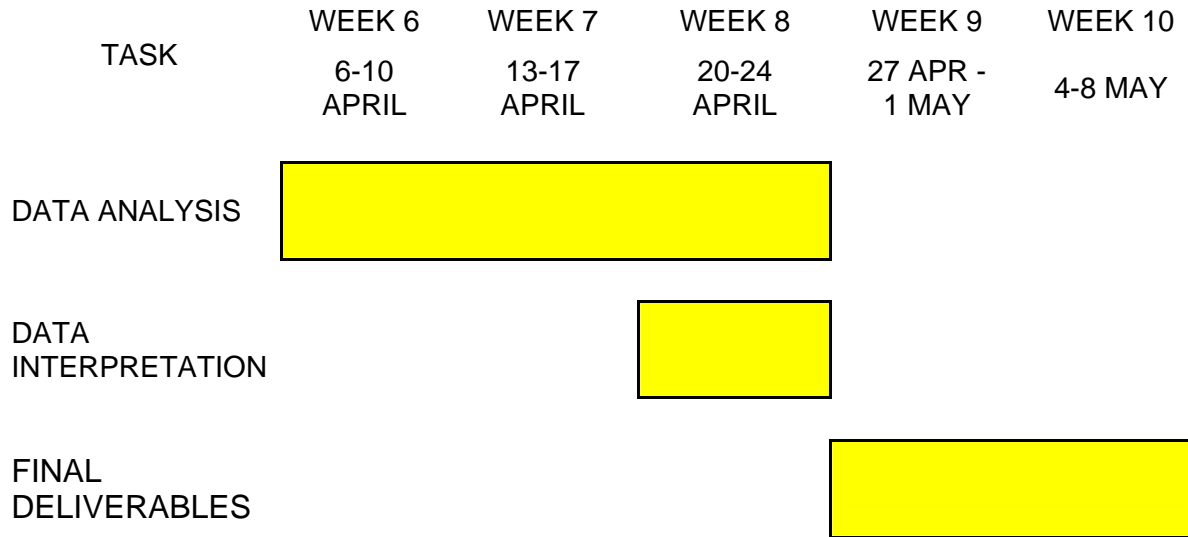 WEEK 6 WEEK 7 WEEK 8 WEEK 9 WEEK 10
TASK
6-10 13-17 20-24 27 APR - 4-8 MAY
APRIL APRIL APRIL 1 MAY
DATA ANALYSIS
DATA
INTERPRETATION
FINAL
DELIVERABLES